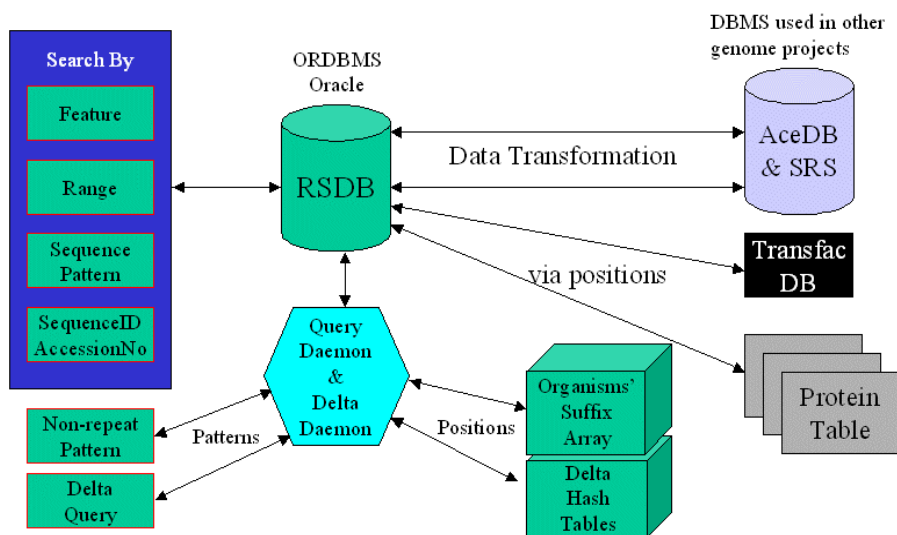 Search By
Feature
Range
Sequence
Pattern
SequenceID
AccessionNo
Non-repeat
Pattern
Delta
Query
ORDBMS
Oracle
RSDB
Query
Daemon
&
Delta
Daemon
Patterns
Positions
Organisms'
Suffix
Array
Delta
Hash
Tables
Data Transformation
via positions
DBMS used in other
genome projects
AceDB
& SRS
Transfac
DB
Protein
Table